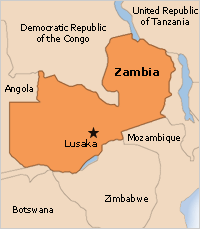 United Republic
of Tanzania
Democratic Republic
of the Congo
Zambia
Angola
Lusaka
Mozambique
Zimbabwe
Botswana